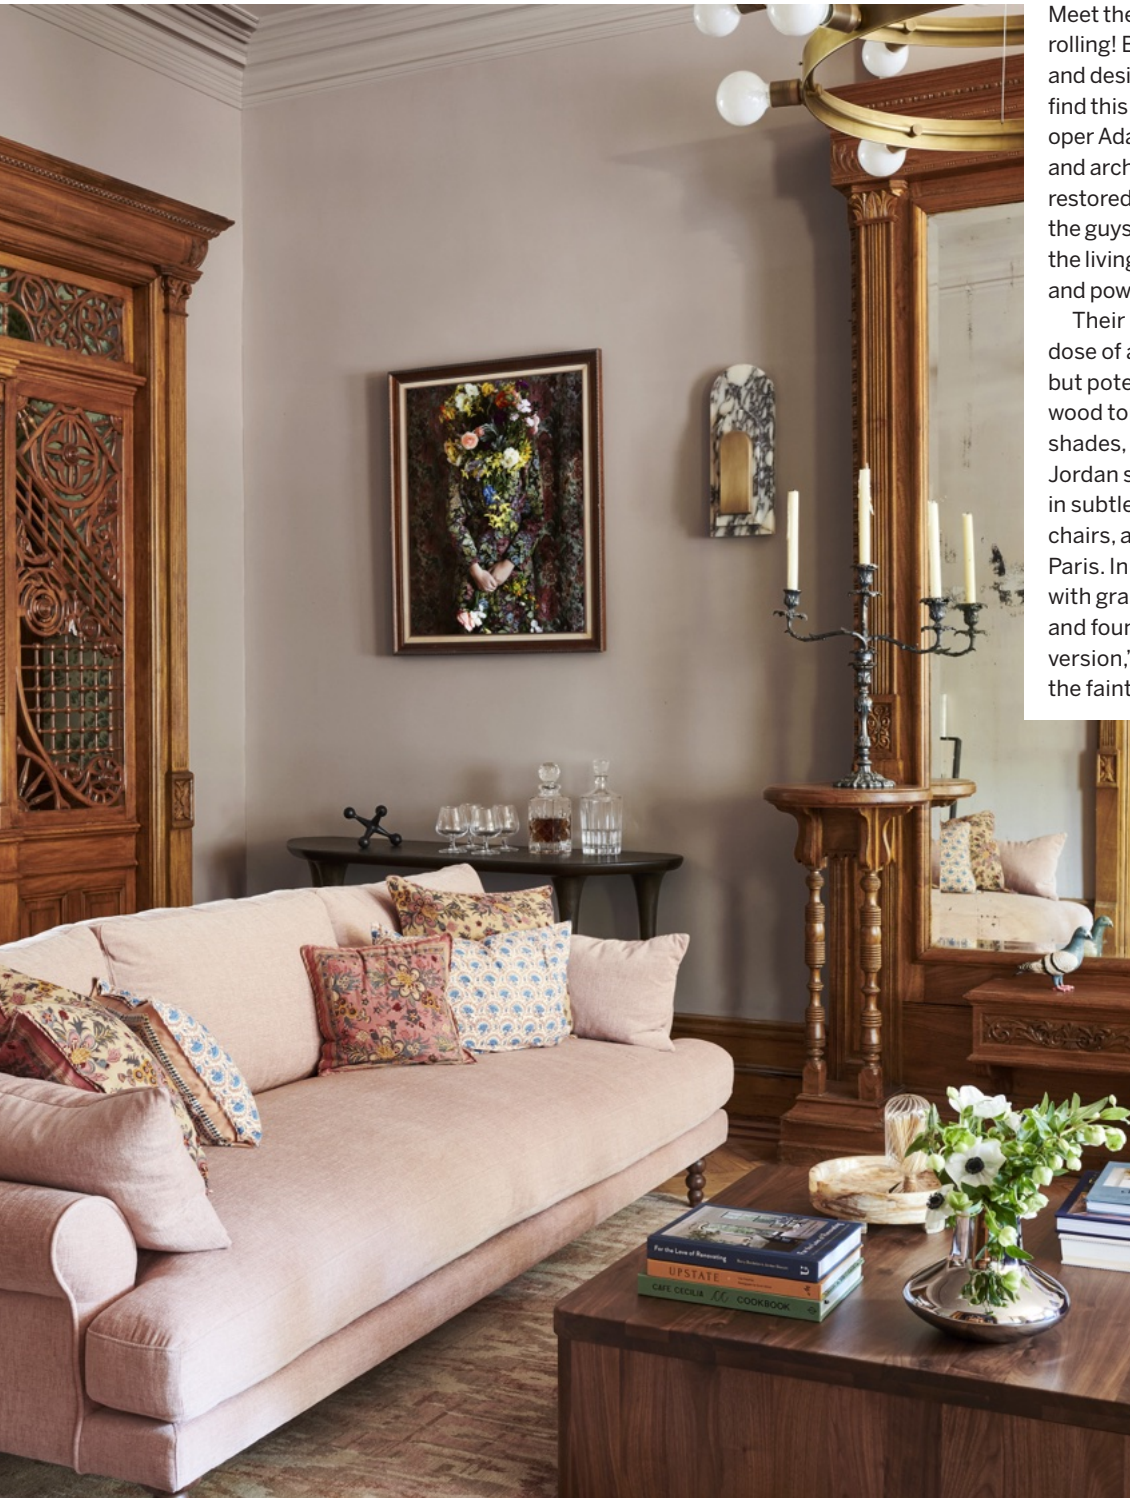 Meet the
rolling! B
and desi
find this
oper Ada
and arch
restored
the guys
the living
and pow
Their
dose of a
but pote
wood to
shades,
Jordan s
in subtle
chairs, a
Paris. In
with gra
and foun
version,"
the faint
For the Love of Renovating
UPSTATE
CAFE CECILIA COOKBOOK